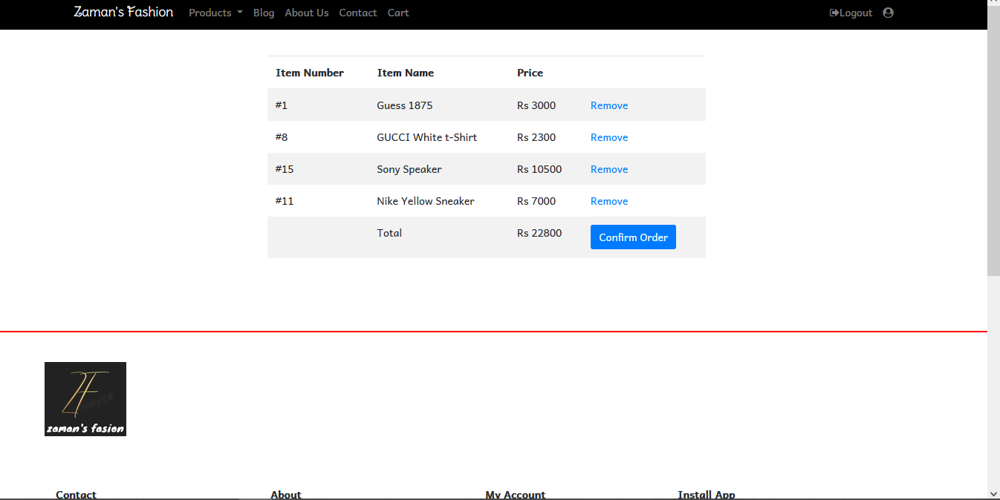 Zaman's Fashion Products Blog About Us Contact Cart Logout
Item Number Item Name Price
#1 Guess 1875 Rs 3000 Remove
#8 GUCCI White t-Shirt Rs 2300 Remove
#15 Sony Speaker Rs 10500 Remove
#11 Nike Yellow Sneaker Rs 7000 Remove
Total Rs 22800 Confirm Order
ZF
zaman's fasion
Contact About My Account Install App